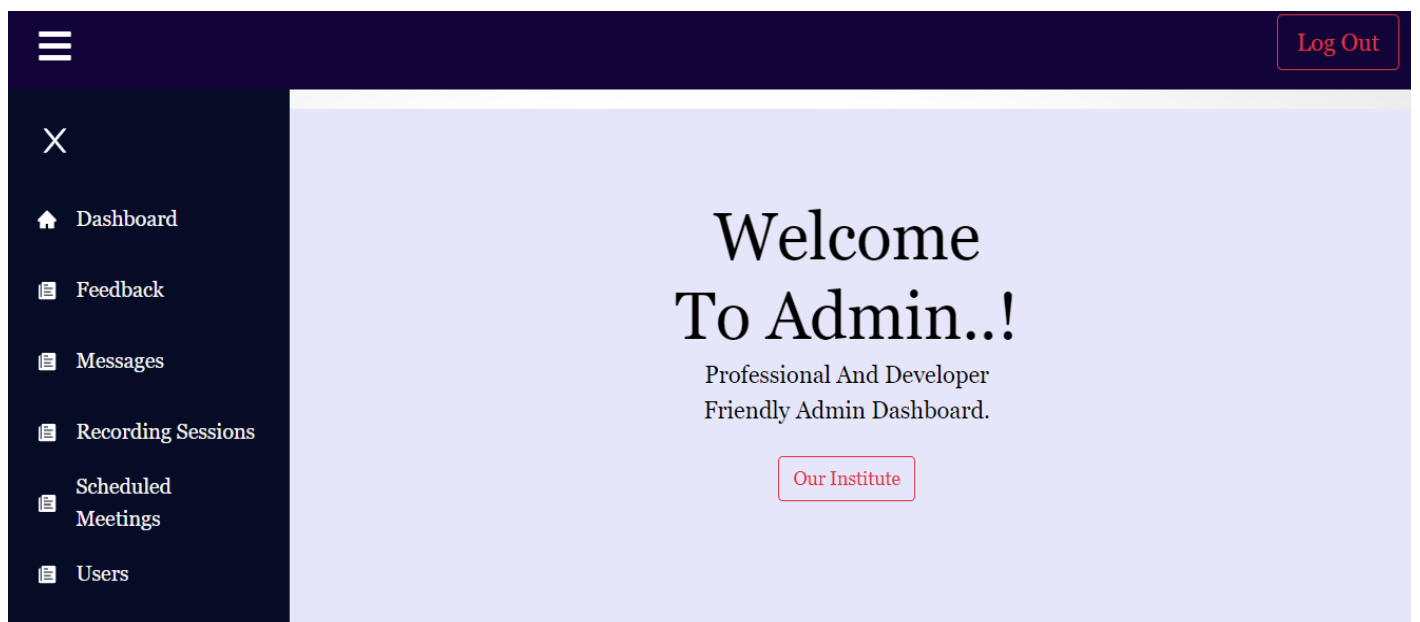 Log Out
X
Dashboard
Feedback
Messages
Recording Sessions
Scheduled
Meetings
Users
Welcome
To Admin..!
Professional And Developer
Friendly Admin Dashboard.
Our Institute